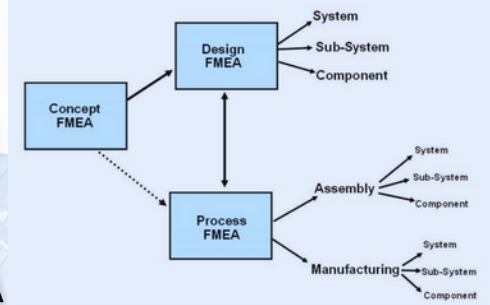 System
Design
FMEA
Sub-System
Component
Concept
FMEA
System
Sub-System
Assembly
Component
Process
FMEA
System
Manufacturing
Sub-System
Component